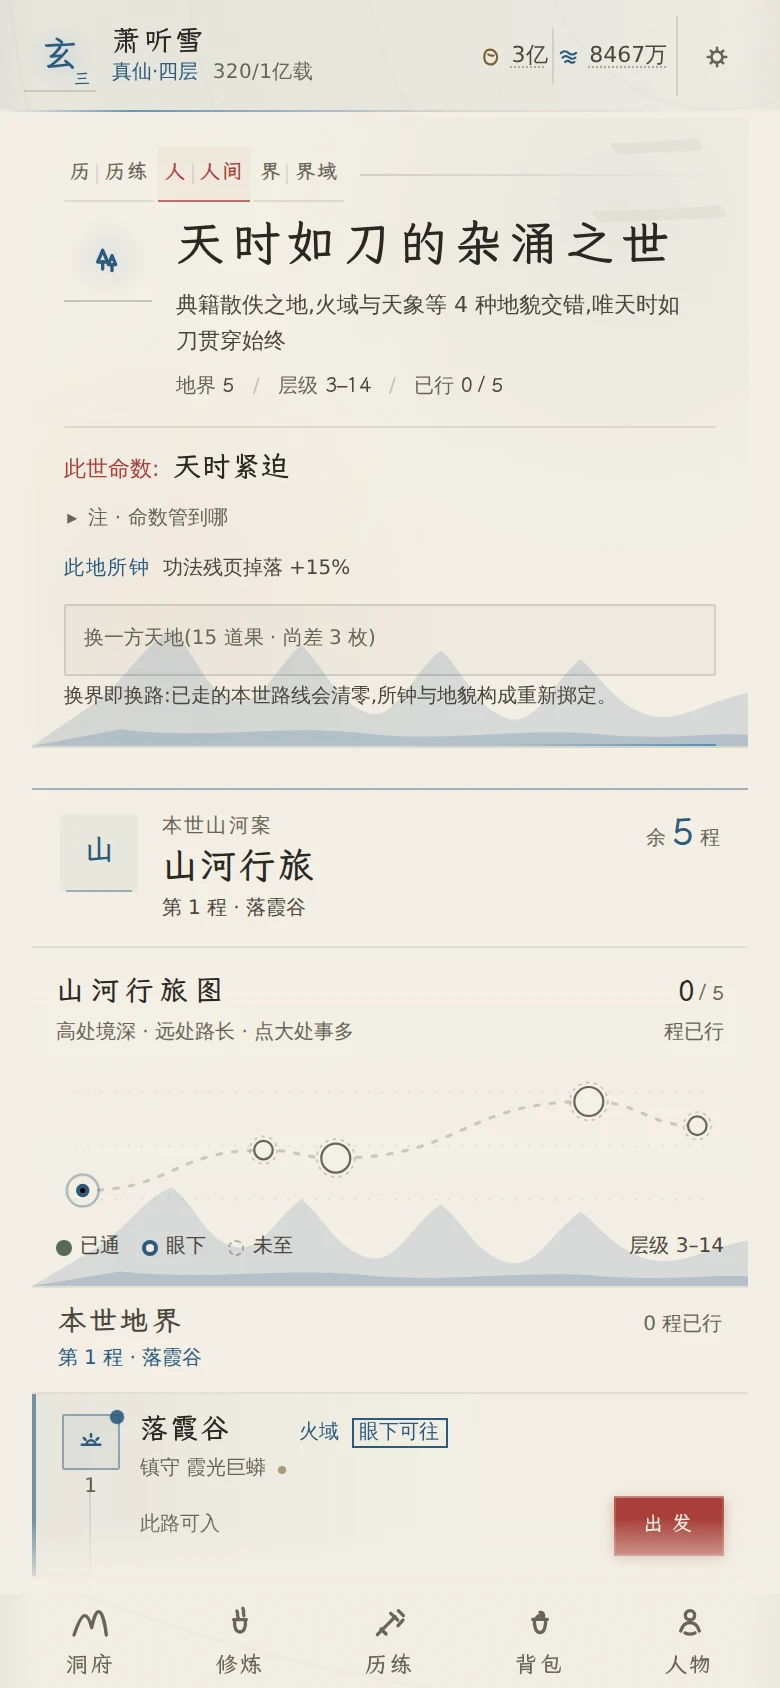 玄三
萧听雪
真仙·四层 320/1亿载
3亿 8467万
历 历练 人 人间 界 界域
天时如刀的杂涌之世
典籍散佚之地,火域与天象等 4 种地貌交错,唯天时如
刀贯穿始终
地界 5 / 层级 3–14 / 已行 0 / 5
此世命数: 天时紧迫
▸ 注 · 命数管到哪
此地所钟 功法残页掉落 +15%
换一方天地(15 道果 · 尚差 3 枚)
换界即换路:已走的本世路线会清零,所钟与地貌构成重新掷定。
山
本世山河案
山河行旅
第 1 程 · 落霞谷
余 5 程
山河行旅图
0 / 5
高处境深 · 远处路长 · 点大处事多
程已行
已通 眼下 未至 层级 3–14
本世地界
0 程已行
第 1 程 · 落霞谷
落霞谷 火域 眼下可往
镇守 霞光巨蟒
1
此路可入
出发
洞府 修炼 历练 背包 人物